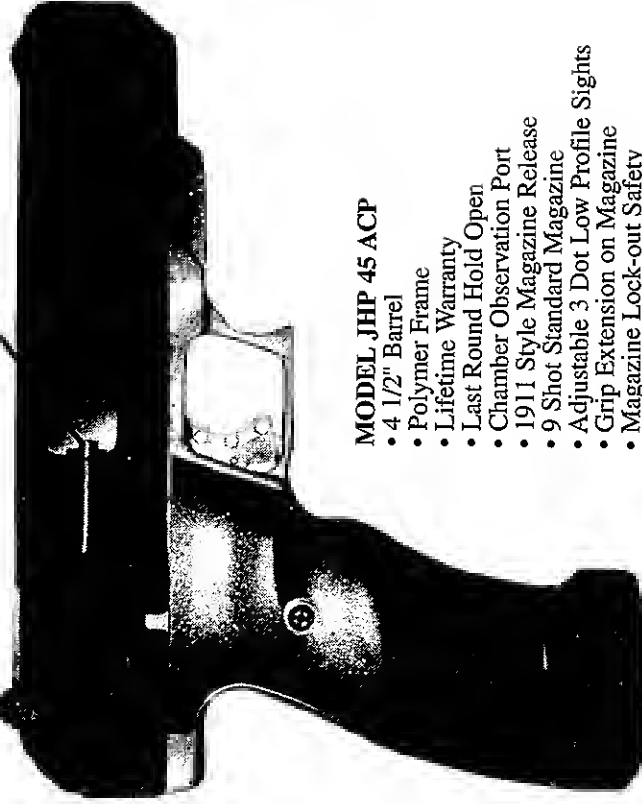 MODEL JHP 45 ACP
• 4 1/2" Barrel
• Polymer Frame
• Lifetime Warranty
• Last Round Hold Open
• Chamber Observation Port
• 1911 Style Magazine Release
• 9 Shot Standard Magazine
• Adjustable 3 Dot Low Profile Sights
• Grip Extension on Magazine
• Magazine Lock-out Safety